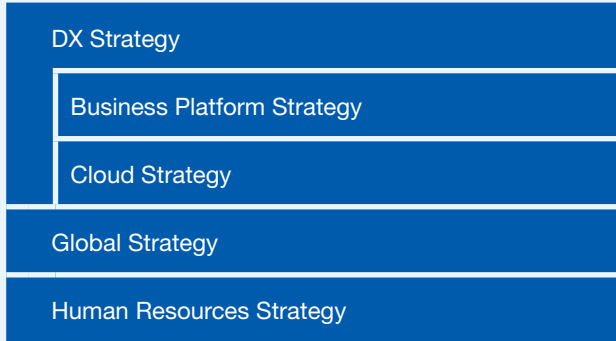 DX Strategy
Business Platform Strategy
Cloud Strategy
Global Strategy
Human Resources Strategy